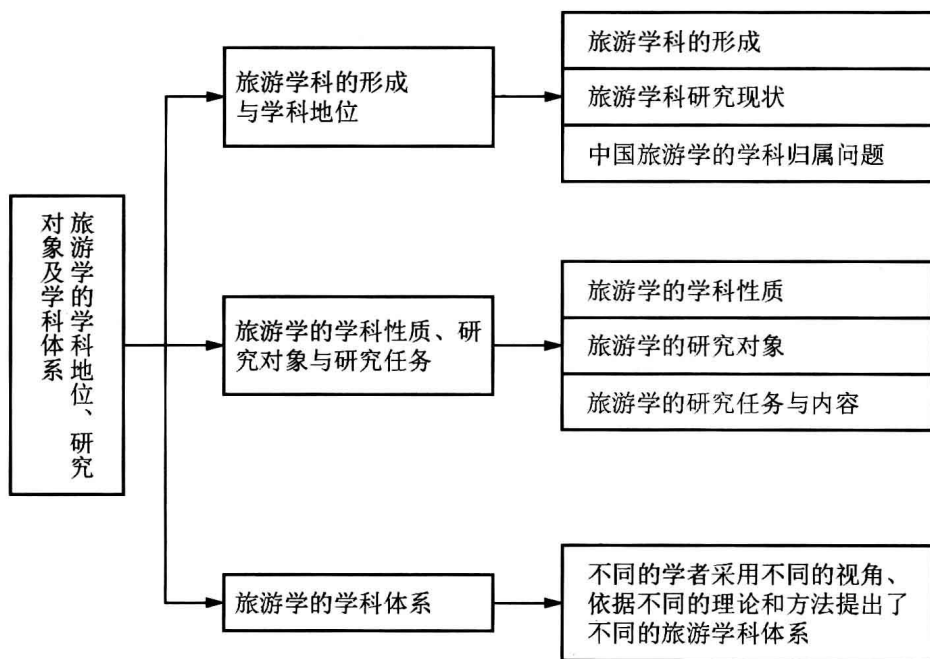 旅游学的学科地位、研究
对象及学科体系
旅游学科的形成
与学科地位
旅游学科的形成
旅游学科研究现状
中国旅游学的学科归属问题
旅游学的学科性质、研
究对象与研究任务
旅游学的学科性质
旅游学的研究对象
旅游学的研究任务与内容
旅游学的学科体系
不同的学者采用不同的视角、
依据不同的理论和方法提出了
不同的旅游学科体系